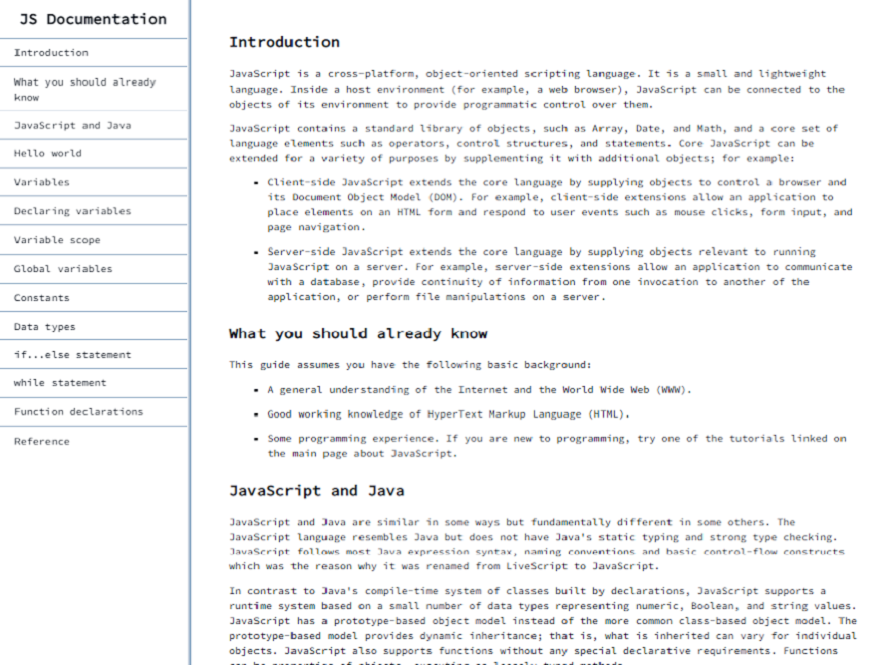 JS Documentation
Introduction
What you should already
know
JavaScript and Java
Hello world
Variables
Declaring variables
Variable scope
Global variables
Constants
Data types
if...else statement
while statement
Function declarations
Reference
Introduction
JavaScript is a cross-platform, object-oriented scripting language. It is a small and lightweight
language. Inside a host environment (for example, a web browser), JavaScript can be connected to the
objects of its environment to provide programmatic control over them.
JavaScript contains a standard library of objects, such as Array, Date, and Math, and a core set of
language elements such as operators, control structures, and statements. Core JavaScript can be
extended for a variety of purposes by supplementing it with additional objects; for example:
▪ Client-side JavaScript extends the core language by supplying objects to control a browser and
its Document Object Model (DOM). For example, client-side extensions allow an application to
place elements on an HTML form and respond to user events such as mouse clicks, form input, and
page navigation.
▪ Server-side JavaScript extends the core language by supplying objects relevant to running
JavaScript on a server. For example, server-side extensions allow an application to communicate
with a database, provide continuity of information from one invocation to another of the
application, or perform file manipulations on a server.
What you should already know
This guide assumes you have the following basic background:
▪ A general understanding of the Internet and the World Wide Web (WWW).
▪ Good working knowledge of HyperText Markup Language (HTML).
▪ Some programming experience. If you are new to programming, try one of the tutorials linked on
the main page about JavaScript.
JavaScript and Java
JavaScript and Java are similar in some ways but fundamentally different in some others. The
JavaScript language resembles Java but does not have Java's static typing and strong type checking.
JavaScript follows most Java expression syntax, naming conventions and basic control-flow constructs
which was the reason why it was renamed from LiveScript to JavaScript.
In contrast to Java's compile-time system of classes built by declarations, JavaScript supports a
runtime system based on a small number of data types representing numeric, Boolean, and string values.
JavaScript has a prototype-based object model instead of the more common class-based object model. The
prototype-based model provides dynamic inheritance; that is, what is inherited can vary for individual
objects. JavaScript also supports functions without any special declarative requirements. Functions
can be properties of objects, executing as loosely typed methods.